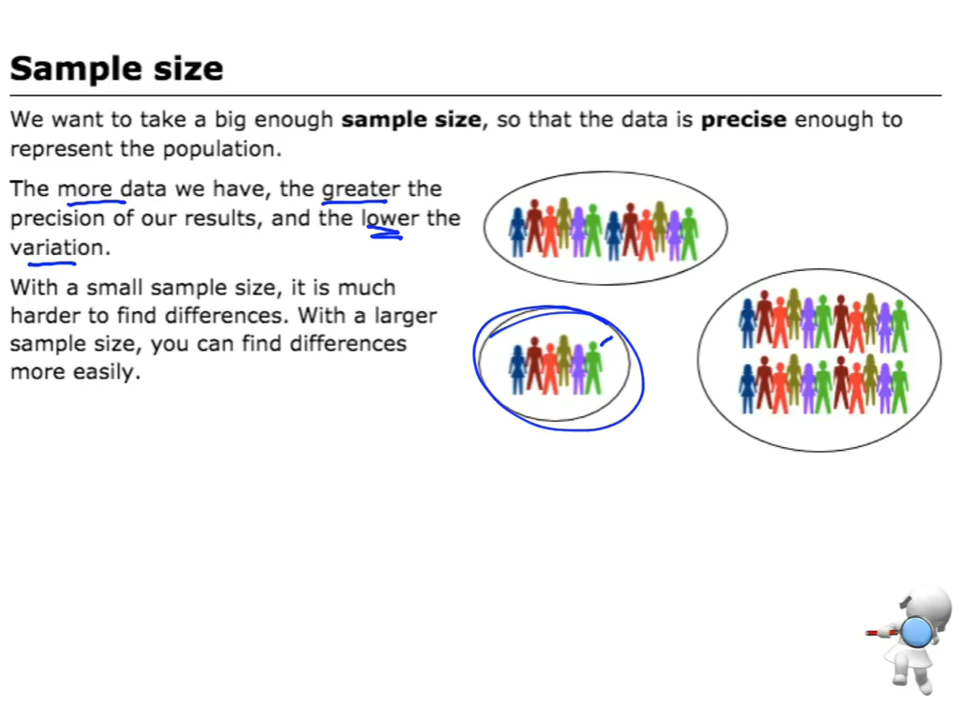 Sample size
We want to take a big enough sample size, so that the data is precise enough to
represent the population.
The more data we have, the greater the
precision of our results, and the lower the
variation.
With a small sample size, it is much
harder to find differences. With a larger
sample size, you can find differences
more easily.